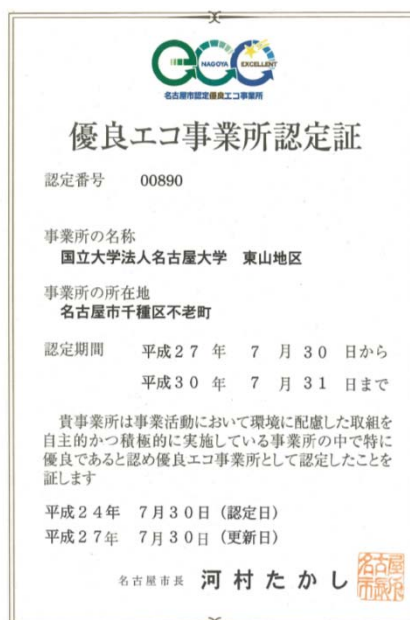 NAGOYA EXCELLENT
名古屋市認定優良エコ事業所
優良エコ事業所認定証
認定番号 00890
事業所の名称
国立大学法人名古屋大学 東山地区
事業所の所在地
名古屋市千種区不老町
認定期間 平成27年 7月30日から
平成30年 7月31日まで
貴事業所は事業活動において環境に配慮した取組を
自主的かつ積極的に実施している事業所の中で特に
優良であると認め優良エコ事業所として認定したことを
証します
平成24年 7月30日(認定日)
平成27年 7月30日(更新日)
名古屋市長 河村たかし
名古屋
市長印